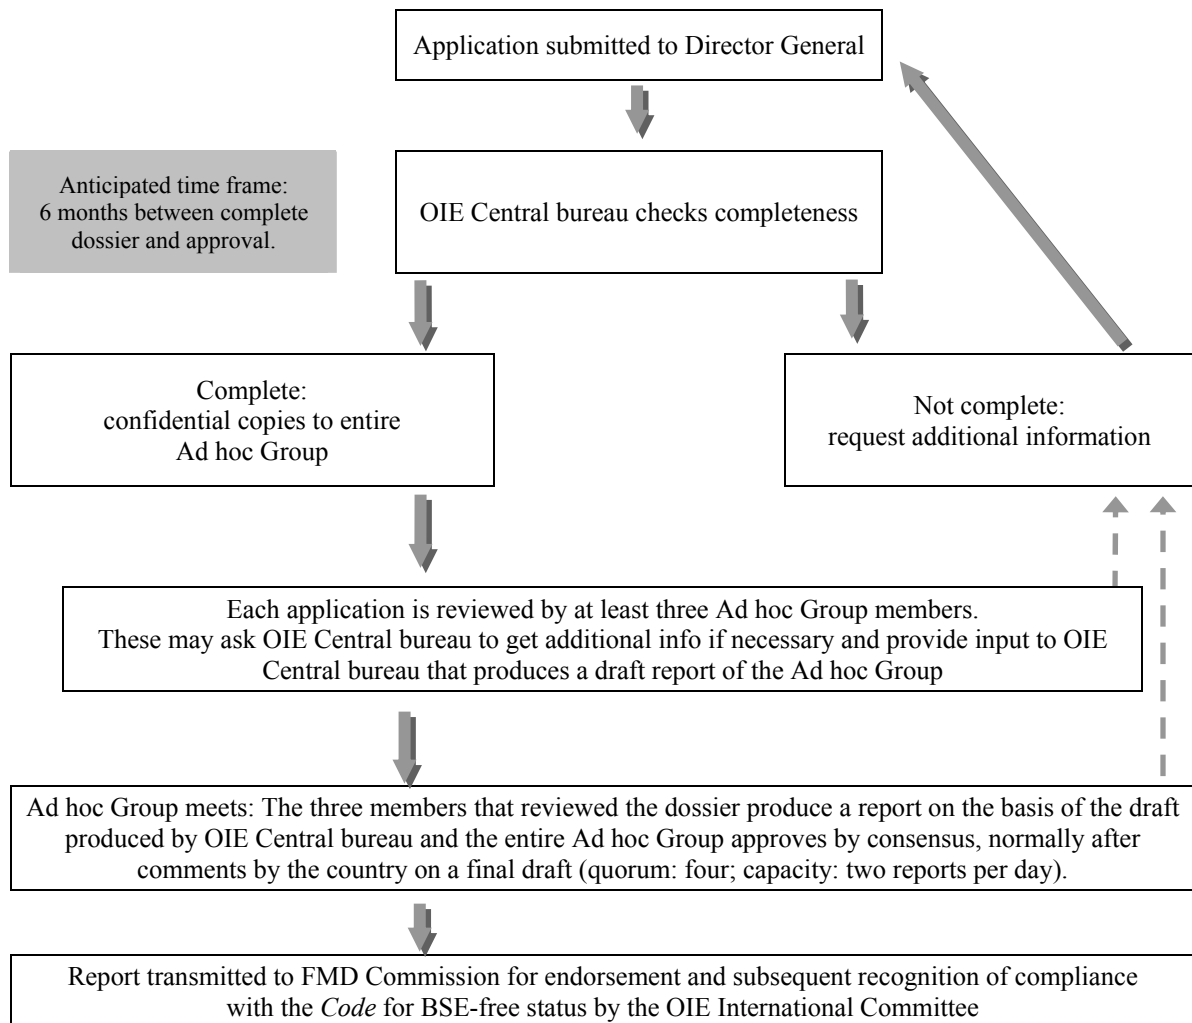 Application submitted to Director General
Anticipated time frame:
6 months between complete
dossier and approval.
OIE Central bureau checks completeness
Complete:
confidential copies to entire
Ad hoc Group
Not complete:
request additional information
Each application is reviewed by at least three Ad hoc Group members.
These may ask OIE Central bureau to get additional info if necessary and provide input to OIE
Central bureau that produces a draft report of the Ad hoc Group
Ad hoc Group meets: The three members that reviewed the dossier produce a report on the basis of the draft
produced by OIE Central bureau and the entire Ad hoc Group approves by consensus, normally after
comments by the country on a final draft (quorum: four; capacity: two reports per day).
Report transmitted to FMD Commission for endorsement and subsequent recognition of compliance
with the Code for BSE-free status by the OIE International Committee